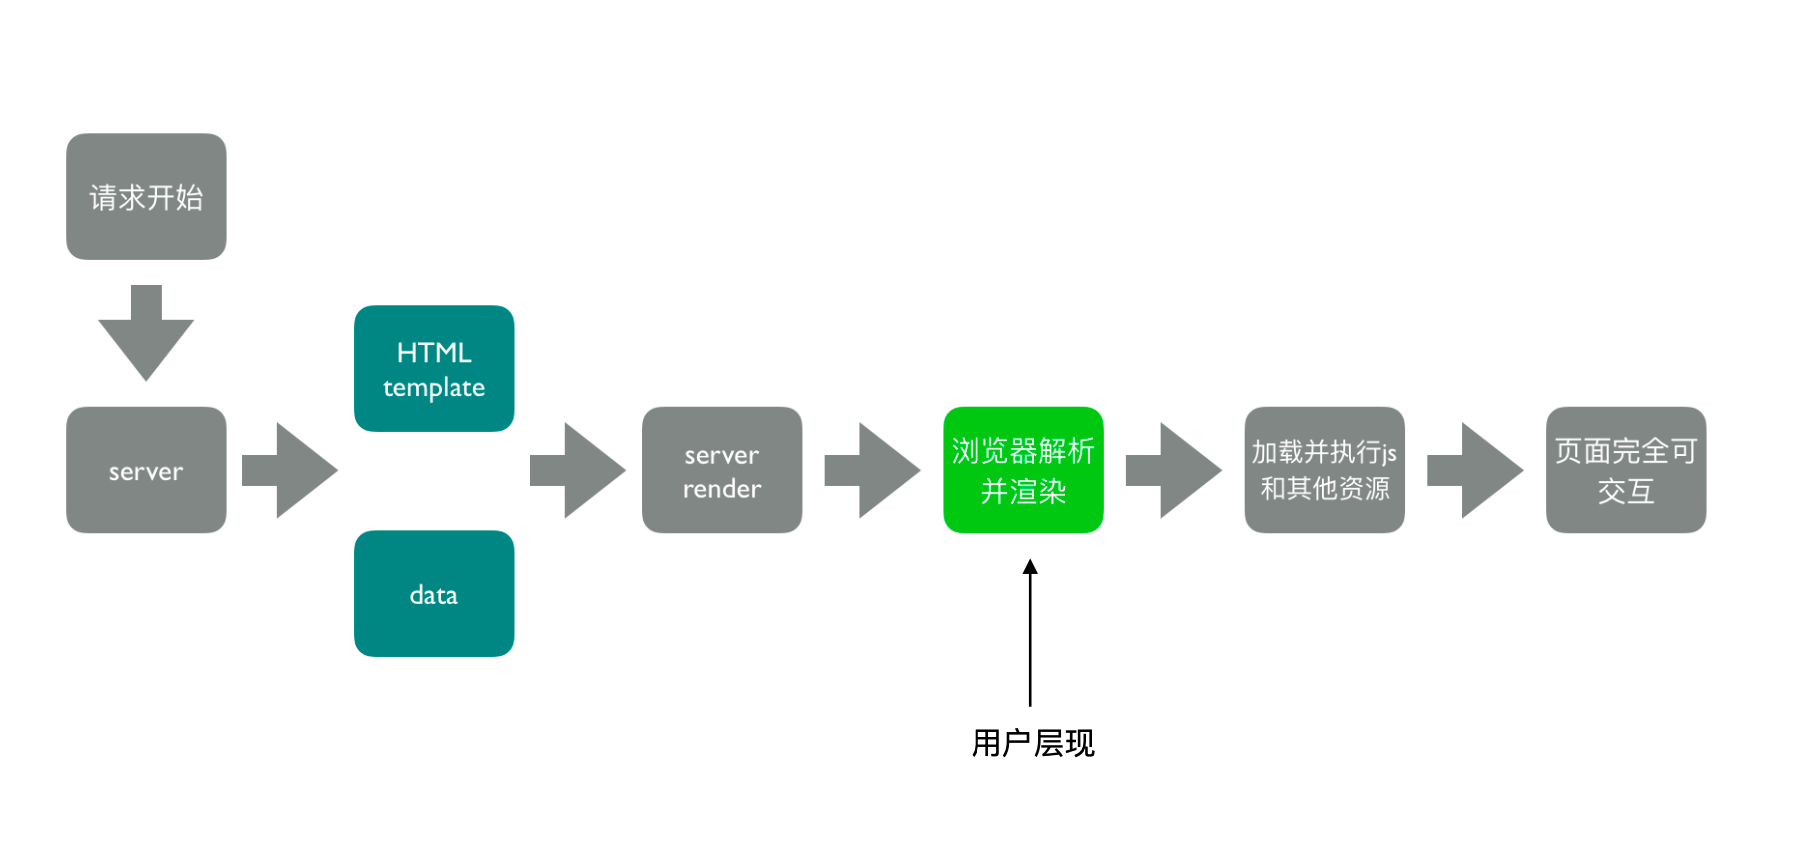 请求开始
server
HTML
template
data
server
render
浏览器解析
并渲染
加载并执行js
和其他资源
页面完全可
交互
用户层现